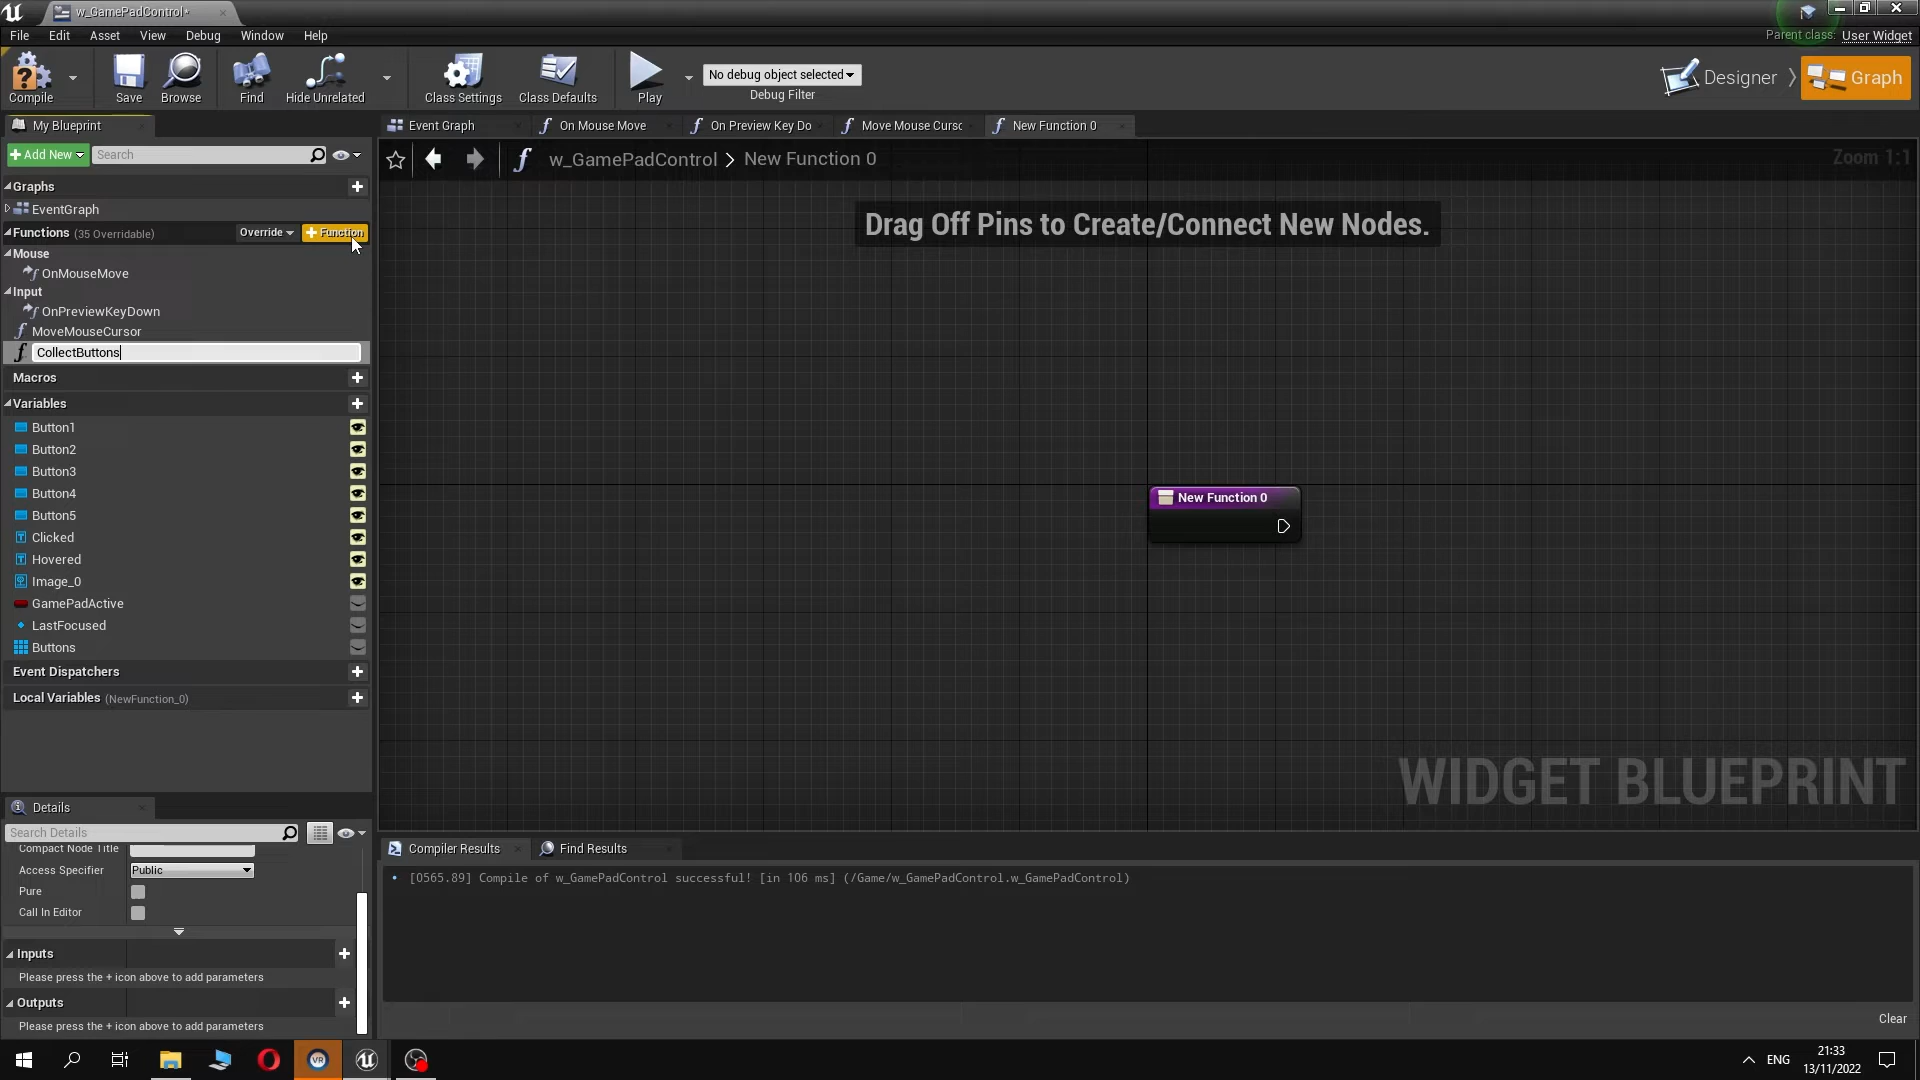 w_GamePadControl*
File Edit Asset View Debug Window Help
Parent class: User Widget
Compile Save Browse Find Hide Unrelated Class Settings Class Defaults Play
No debug object selected
Debug Filter
Designer Graph
My Blueprint
Event Graph On Mouse Move On Preview Key Do Move Mouse Curso New Function 0
Add New Search
w_GamePadControl > New Function 0
Zoom 1:1
Graphs
EventGraph
Functions (35 Overridable) Override + Function
Mouse
OnMouseMove
Input
OnPreviewKeyDown
MoveMouseCursor
CollectButtons
Macros
Variables
Button1
Button2
Button3
Button4
Button5
Clicked
Hovered
Image_0
GamePadActive
LastFocused
Buttons
Event Dispatchers
Local Variables (NewFunction_0)
Drag Off Pins to Create/Connect New Nodes.
New Function 0
WIDGET BLUEPRINT
Details
Search Details
Compact Node Title
Access Specifier Public
Pure
Call In Editor
Inputs
Please press the + icon above to add parameters
Outputs
Please press the + icon above to add parameters
Compiler Results Find Results
[0565.89] Compile of w_GamePadControl successful! [in 106 ms] (/Game/w_GamePadControl.w_GamePadControl)
Clear
VR
ENG
21:33
13/11/2022